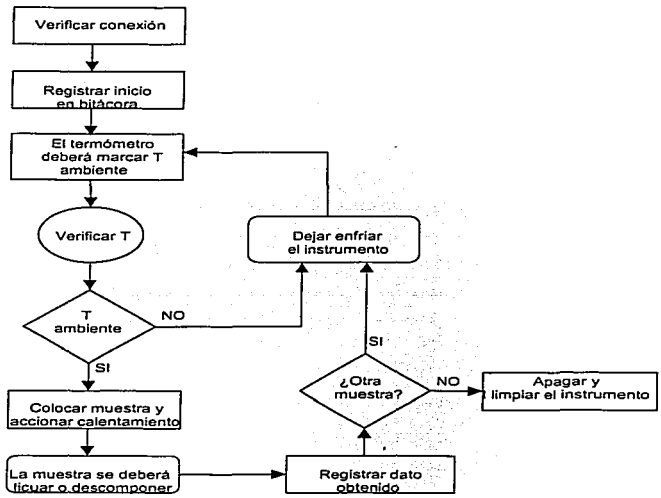 Verificar conexión
Registrar inicio
en bitácora
El termómetro
deberá marcar T
ambiente
Verificar T
Dejar enfriar
el instrumento
T
ambiente
NO
SI
Colocar muestra y
accionar calentamiento
La muestra se deberá
licuar o descomponer
Registrar dato
obtenido
¿Otra
muestra?
SI
NO
Apagar y
limpiar el instrumento